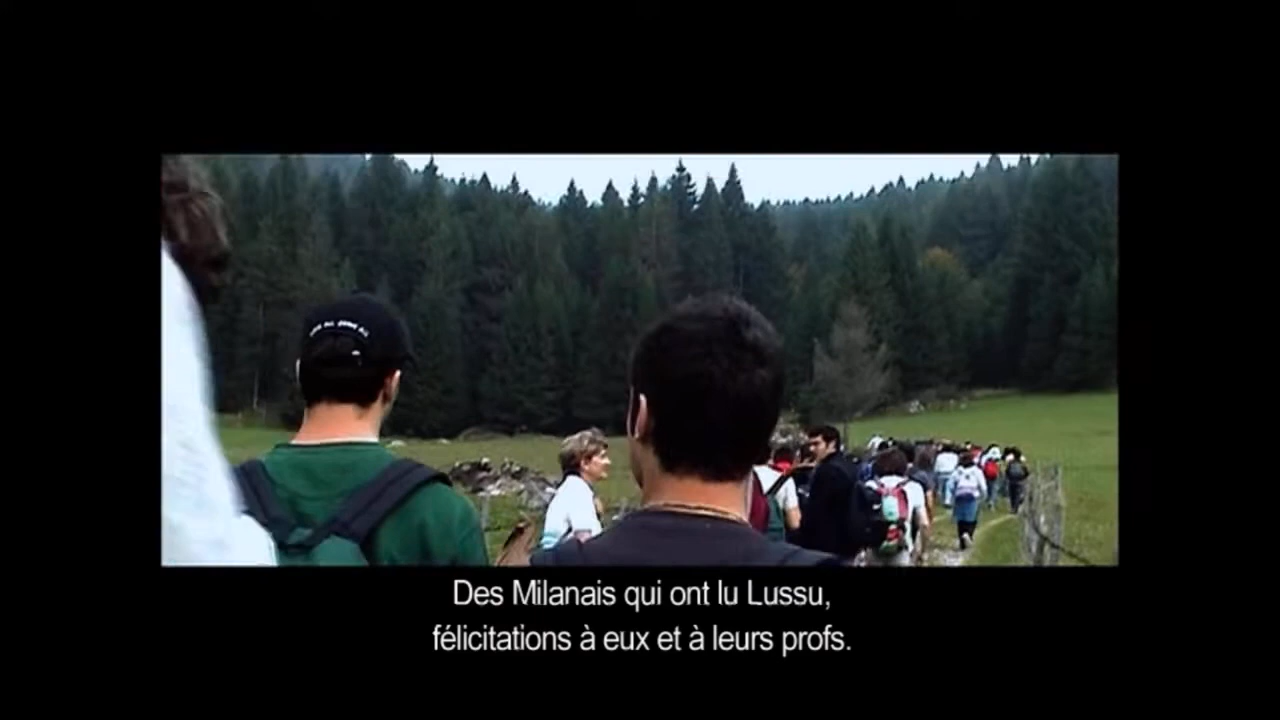 Des Milanais qui ont lu Lussu,
félicitations à eux et à leurs profs.